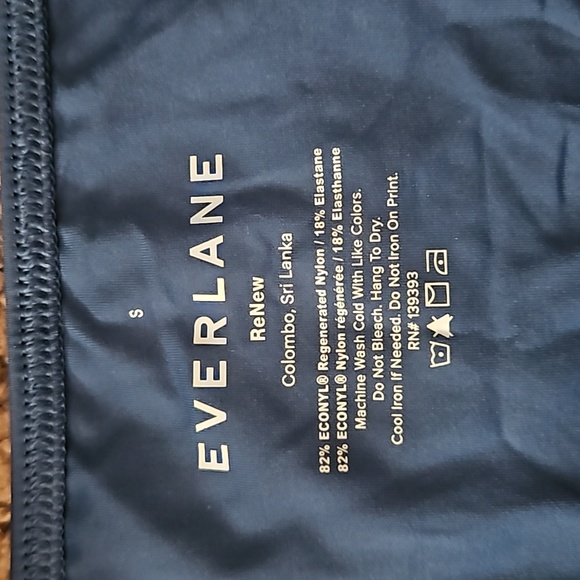 S
EVERLANE
ReNew
Colombo, Sri Lanka
82% ECONYL® Regenerated Nylon / 18% Elastane
82% ECONYL® Nylon régénérée / 18% Elasthanne
Machine Wash Cold With Like Colors.
Do Not Bleach. Hang To Dry.
Cool Iron If Needed. Do Not Iron On Print.
RN# 139393